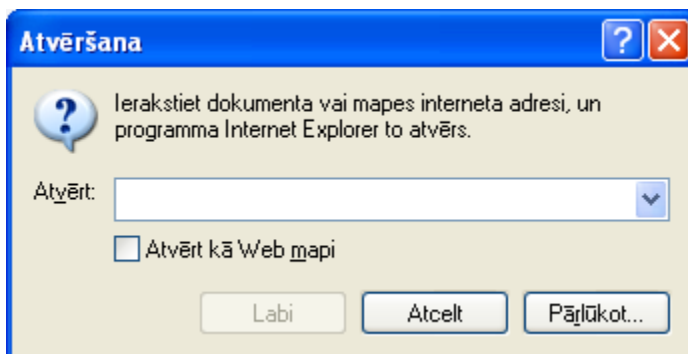 Atvēršana
Ierakstiet dokumenta vai mapes interneta adresi, un
programma Internet Explorer to atvērs.
Atvērt:
Atvērt kā Web mapi
Labi Atcelt Pārlūkot...